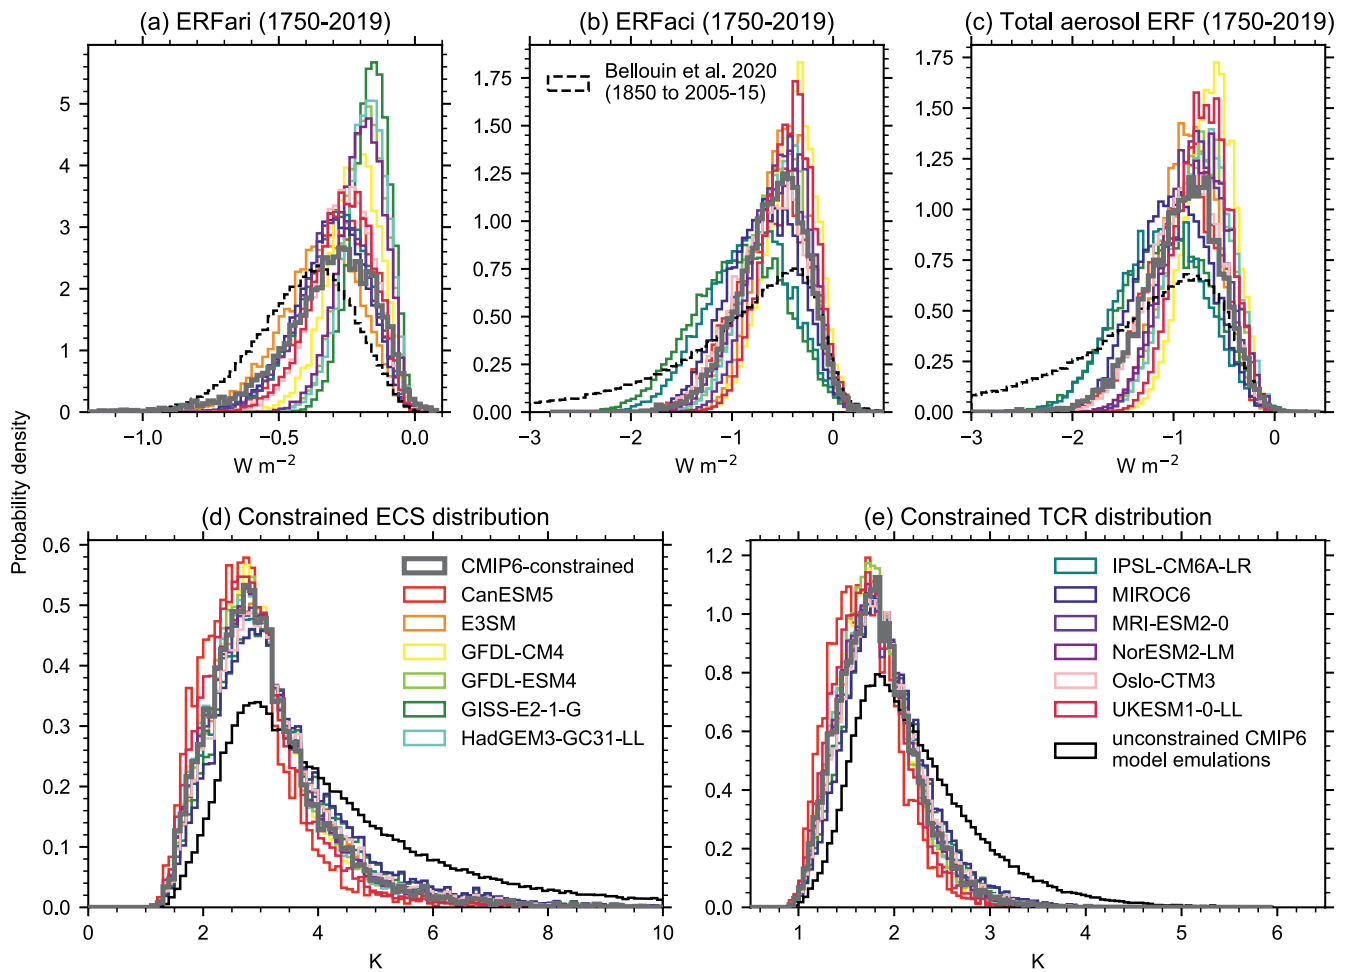 (a) ERFari (1750-2019)
(b) ERFaci (1750-2019)
(c) Total aerosol ERF (1750-2019)
5
4
3
2
1
0
−1.0
−0.5
0.0
W m−2
1.75
1.50
1.25
1.00
0.75
0.50
0.25
0.00
Bellouin et al. 2020
(1850 to 2005-15)
−3
−2
−1
0
W m−2
1.75
1.50
1.25
1.00
0.75
0.50
0.25
0.00
−3
−2
−1
0
W m−2
Probability density
(d) Constrained ECS distribution
(e) Constrained TCR distribution
0.6
0.5
0.4
0.3
0.2
0.1
0.0
CMIP6-constrained
CanESM5
E3SM
GFDL-CM4
GFDL-ESM4
GISS-E2-1-G
HadGEM3-GC31-LL
0
2
4
6
8
10
K
1.2
1.0
0.8
0.6
0.4
0.2
0.0
IPSL-CM6A-LR
MIROC6
MRI-ESM2-0
NorESM2-LM
Oslo-CTM3
UKESM1-0-LL
unconstrained CMIP6
model emulations
1
2
3
4
5
6
K